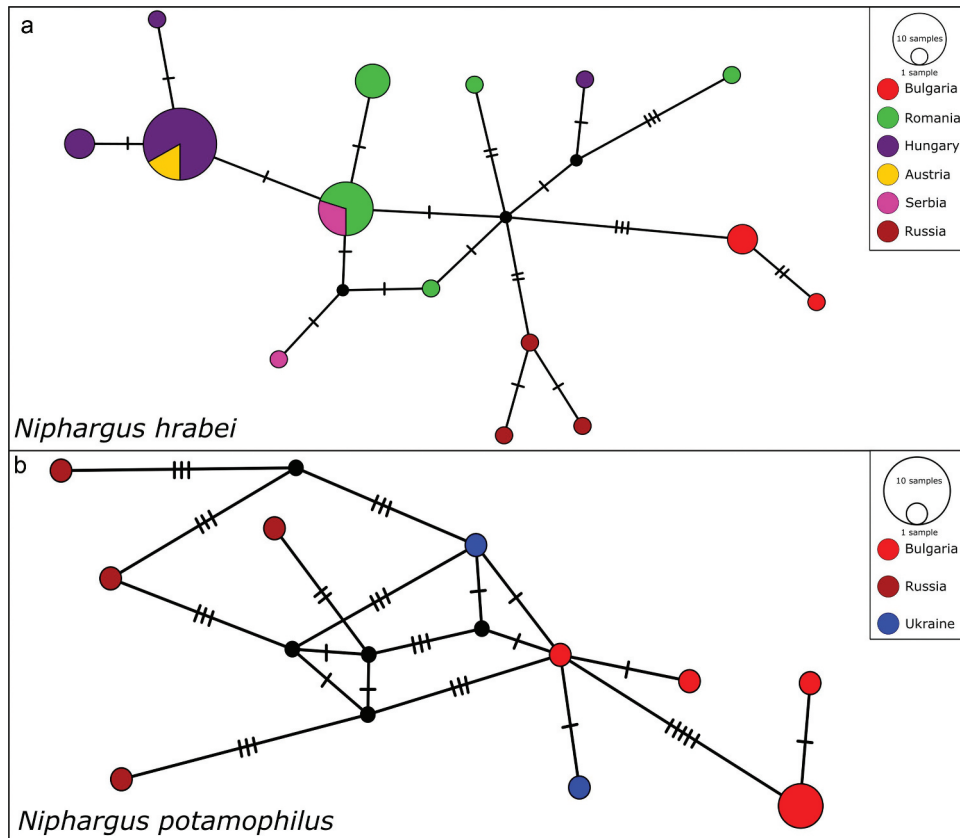 a
10 samples
1 sample
Bulgaria
Romania
Hungary
Austria
Serbia
Russia
Niphargus hrabei
b
10 samples
1 sample
Bulgaria
Russia
Ukraine
Niphargus potamophilus